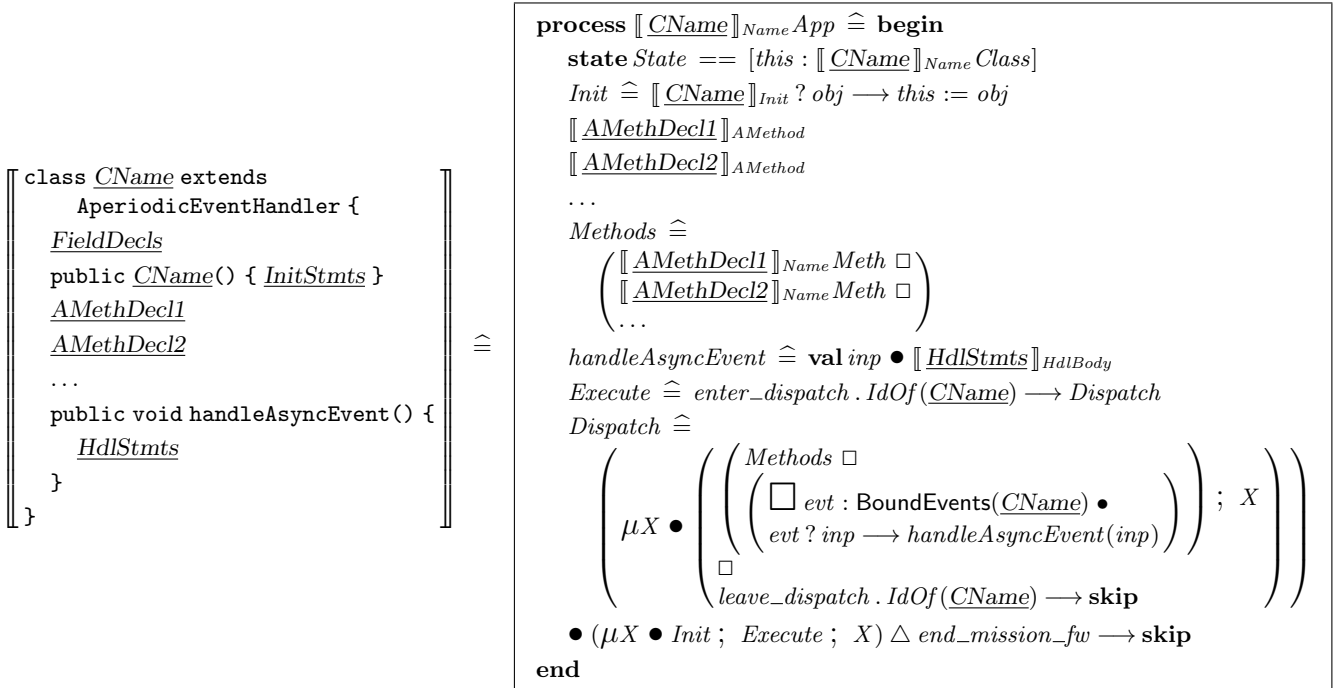 class CName extends
AperiodicEventHandler {
FieldDecls
public CName() { InitStmts }
AMethDecl1
AMethDecl2
...
public void handleAsyncEvent() {
HdlStmts
}
}
≙
process ⟦ CName ⟧Name App ≙ begin
state State == [this : ⟦ CName ⟧Name Class]
Init ≙ ⟦ CName ⟧Init ? obj ⟶ this := obj
⟦ AMethDecl1 ⟧AMethod
⟦ AMethDecl2 ⟧AMethod
...
Methods ≙
⟦ AMethDecl1 ⟧Name Meth □
⟦ AMethDecl2 ⟧Name Meth □
...
handleAsyncEvent ≙ val inp ● ⟦ HdlStmts ⟧HdlBody
Execute ≙ enter_dispatch . IdOf(CName) ⟶ Dispatch
Dispatch ≙
Methods □
□ evt : BoundEvents(CName) ●
μX ● ; X
evt ? inp ⟶ handleAsyncEvent(inp)
□
leave_dispatch . IdOf(CName) ⟶ skip
● (μX ● Init ; Execute ; X) △ end_mission_fw ⟶ skip
end